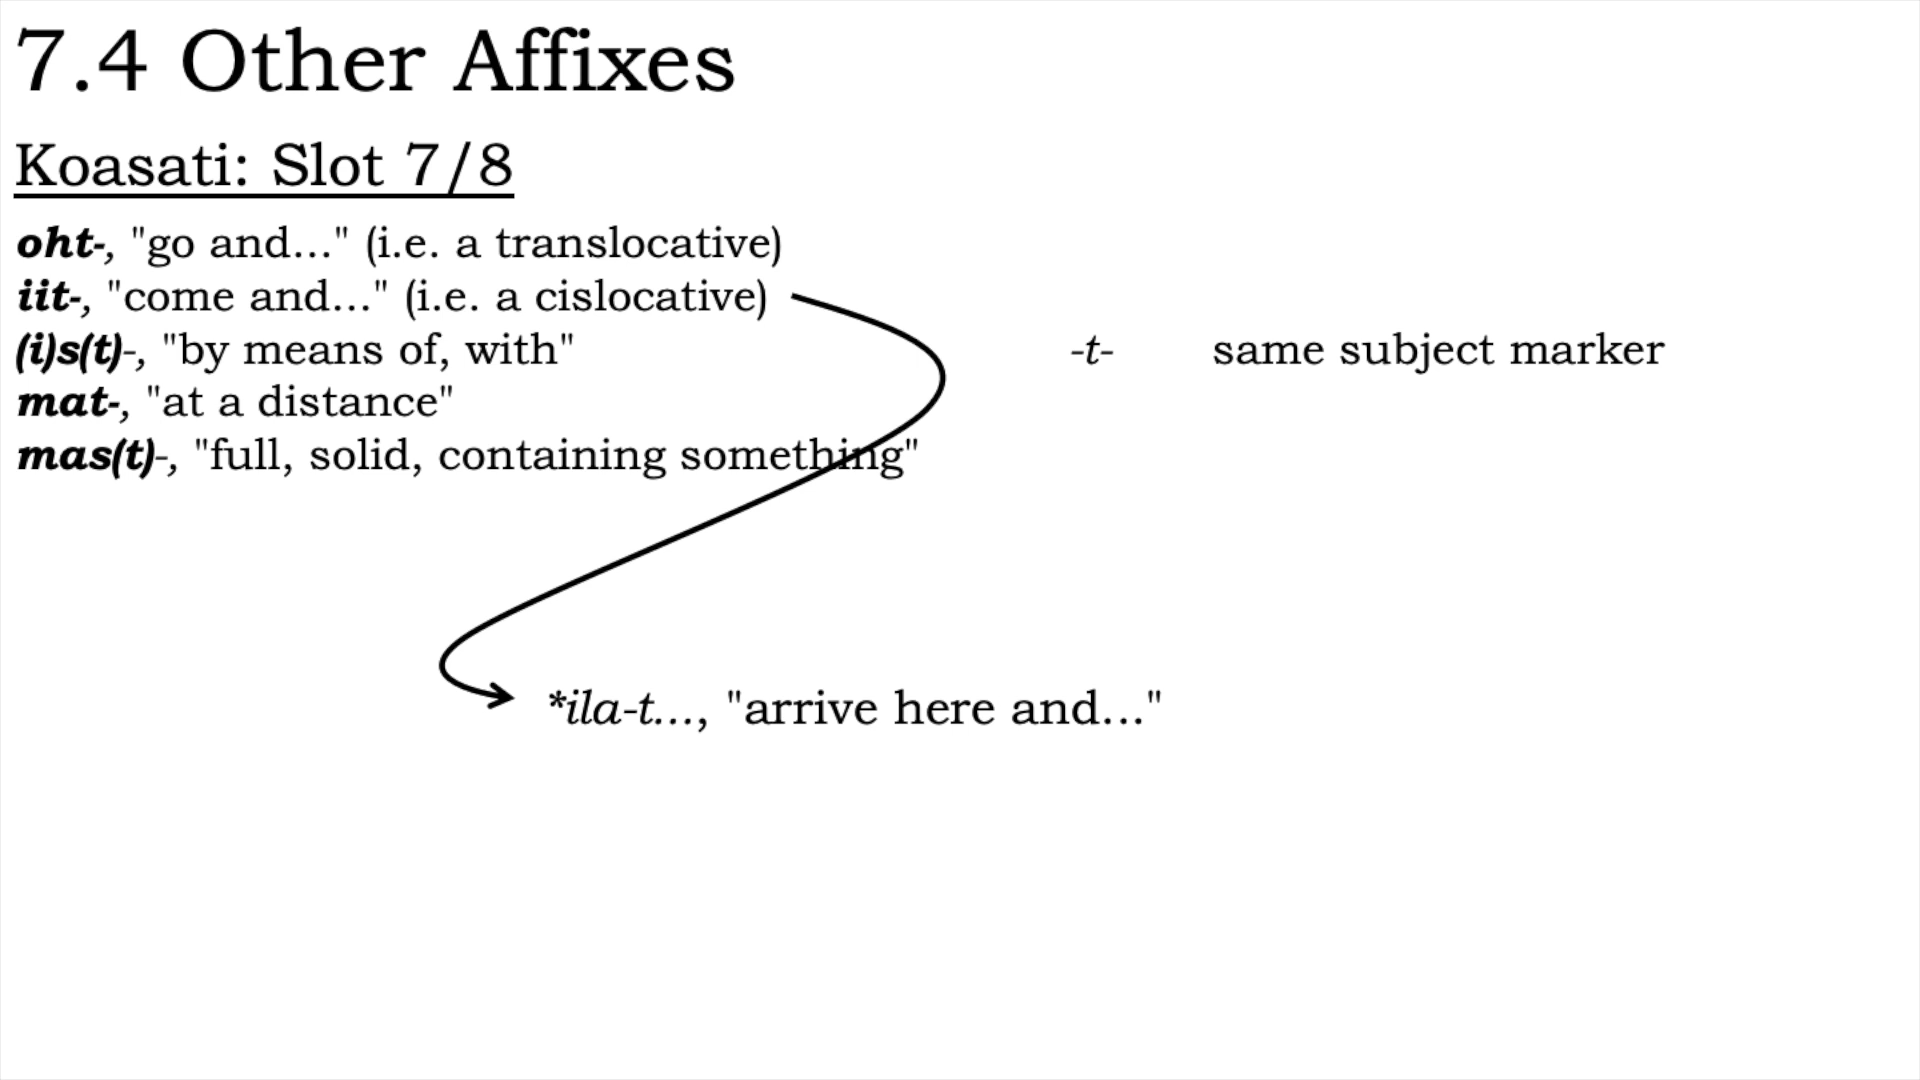 7.4 Other Affixes
Koasati: Slot 7/8
oht-, "go and..." (i.e. a translocative)
iit-, "come and..." (i.e. a cislocative)
(i)s(t)-, "by means of, with"
-t- same subject marker
mat-, "at a distance"
mas(t)-, "full, solid, containing something"
*ila-t..., "arrive here and..."